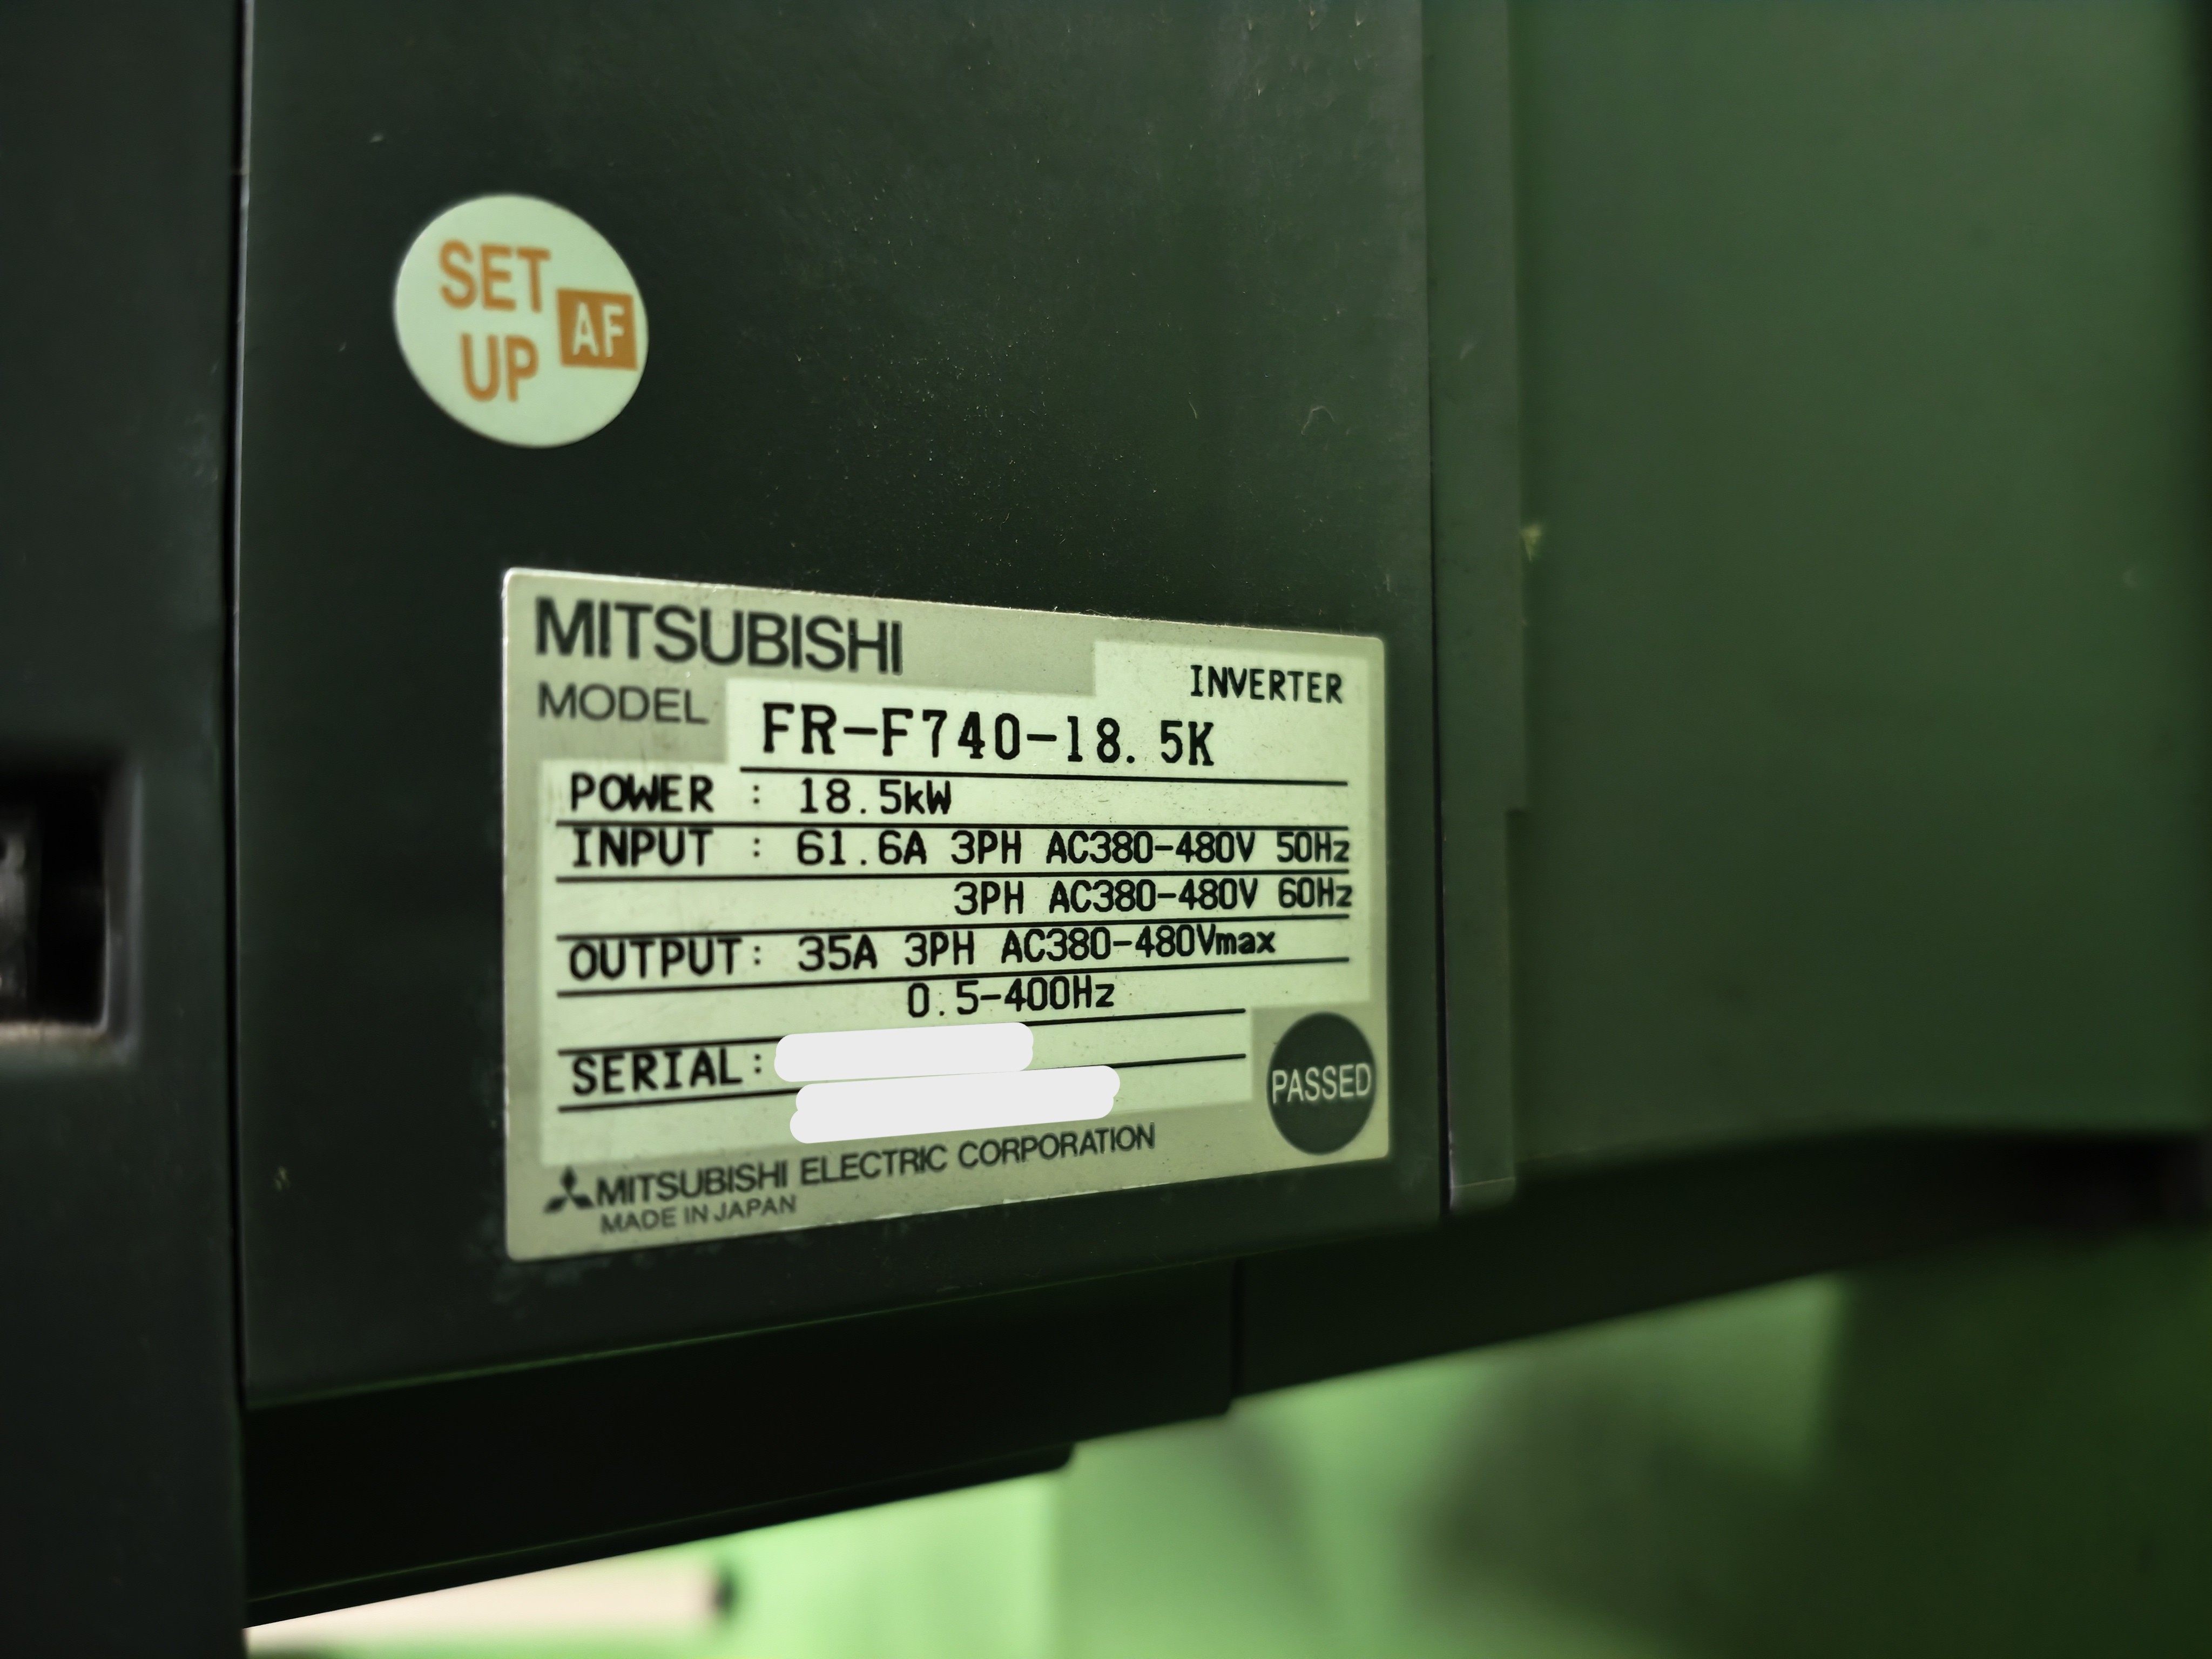 SET
UP AF
MITSUBISHI
INVERTER
MODEL FR-F740-18.5K
POWER : 18.5kW
INPUT : 61.6A 3PH AC380-480V 50Hz
3PH AC380-480V 60Hz
OUTPUT: 35A 3PH AC380-480Vmax
0.5-400Hz
SERIAL:
PASSED
MITSUBISHI ELECTRIC CORPORATION
MADE IN JAPAN